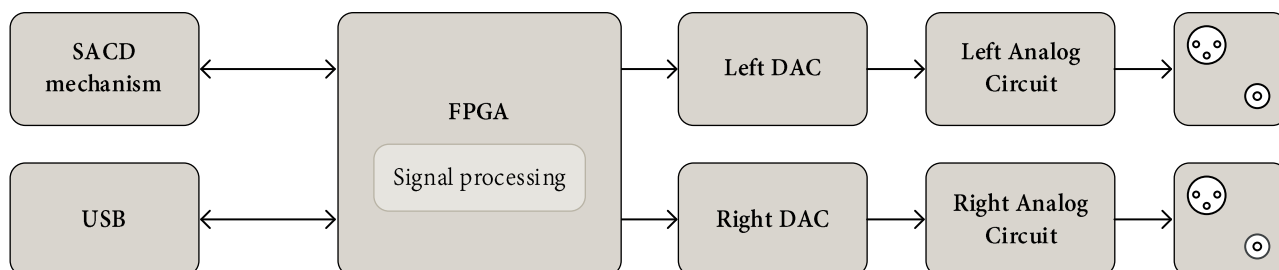 SACD
mechanism
FPGA
Signal processing
Left DAC
Left Analog
Circuit
USB
Right DAC
Right Analog
Circuit